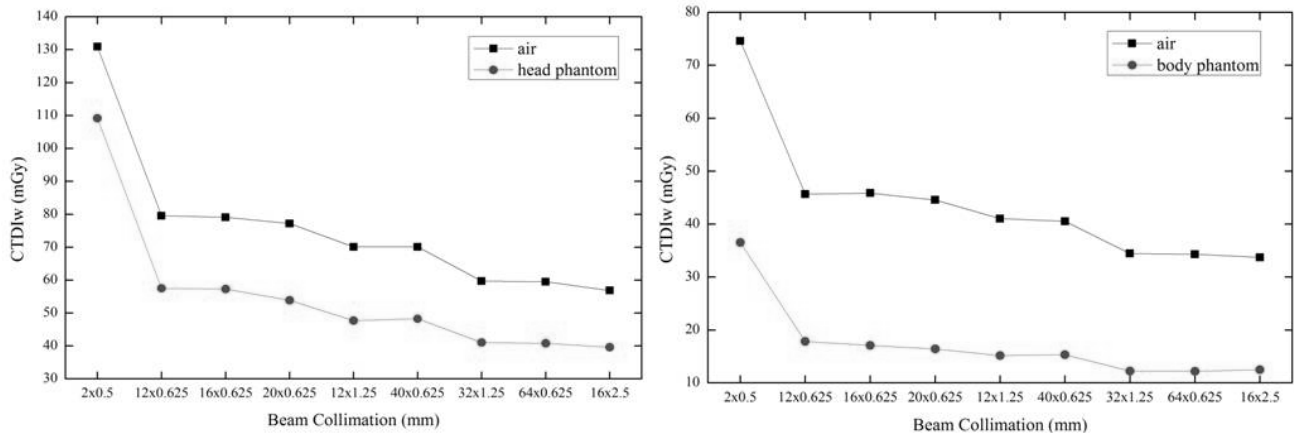 140
130
120
110
100
90
80
70
60
50
40
30
CTDIw (mGy)
air
head phantom
2x0.5 12x0.625 16x0.625 20x0.625 12x1.25 40x0.625 32x1.25 64x0.625 16x2.5
Beam Collimation (mm)
80
70
60
50
40
30
20
10
CTDIw (mGy)
air
body phantom
2x0.5 12x0.625 16x0.625 20x0.625 12x1.25 40x0.625 32x1.25 64x0.625 16x2.5
Beam Collimation (mm)